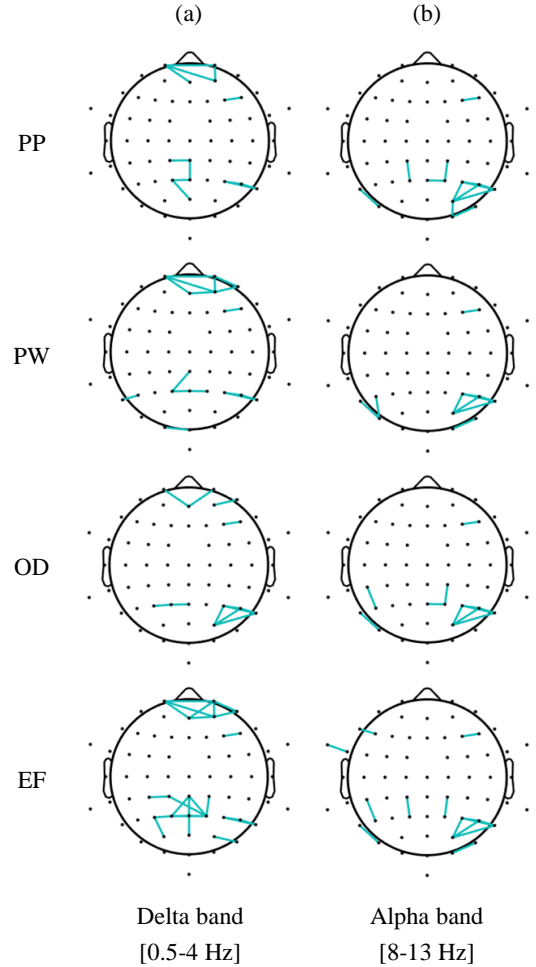 (a) (b)
PP
PW
OD
EF
Delta band Alpha band
[0.5-4 Hz] [8-13 Hz]